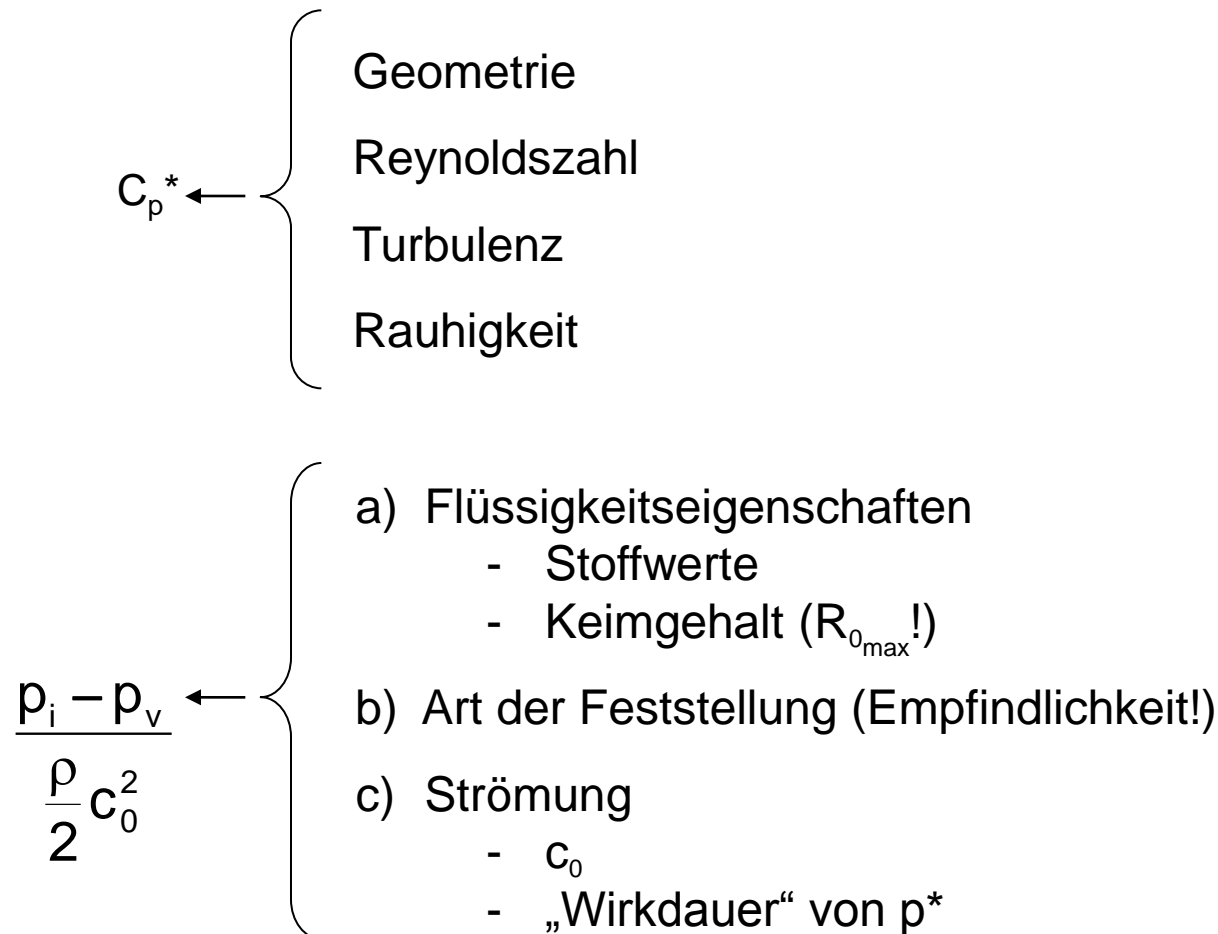 Geometrie
Reynoldszahl
Cₚ*
Turbulenz
Rauhigkeit
a) Flüssigkeitseigenschaften
- Stoffwerte
- Keimgehalt (R₀ₘₐₓ!)
pᵢ – pᵥ
b) Art der Feststellung (Empfindlichkeit!)
ρ/2 c₀²
c) Strömung
- c₀
- „Wirkdauer“ von p*